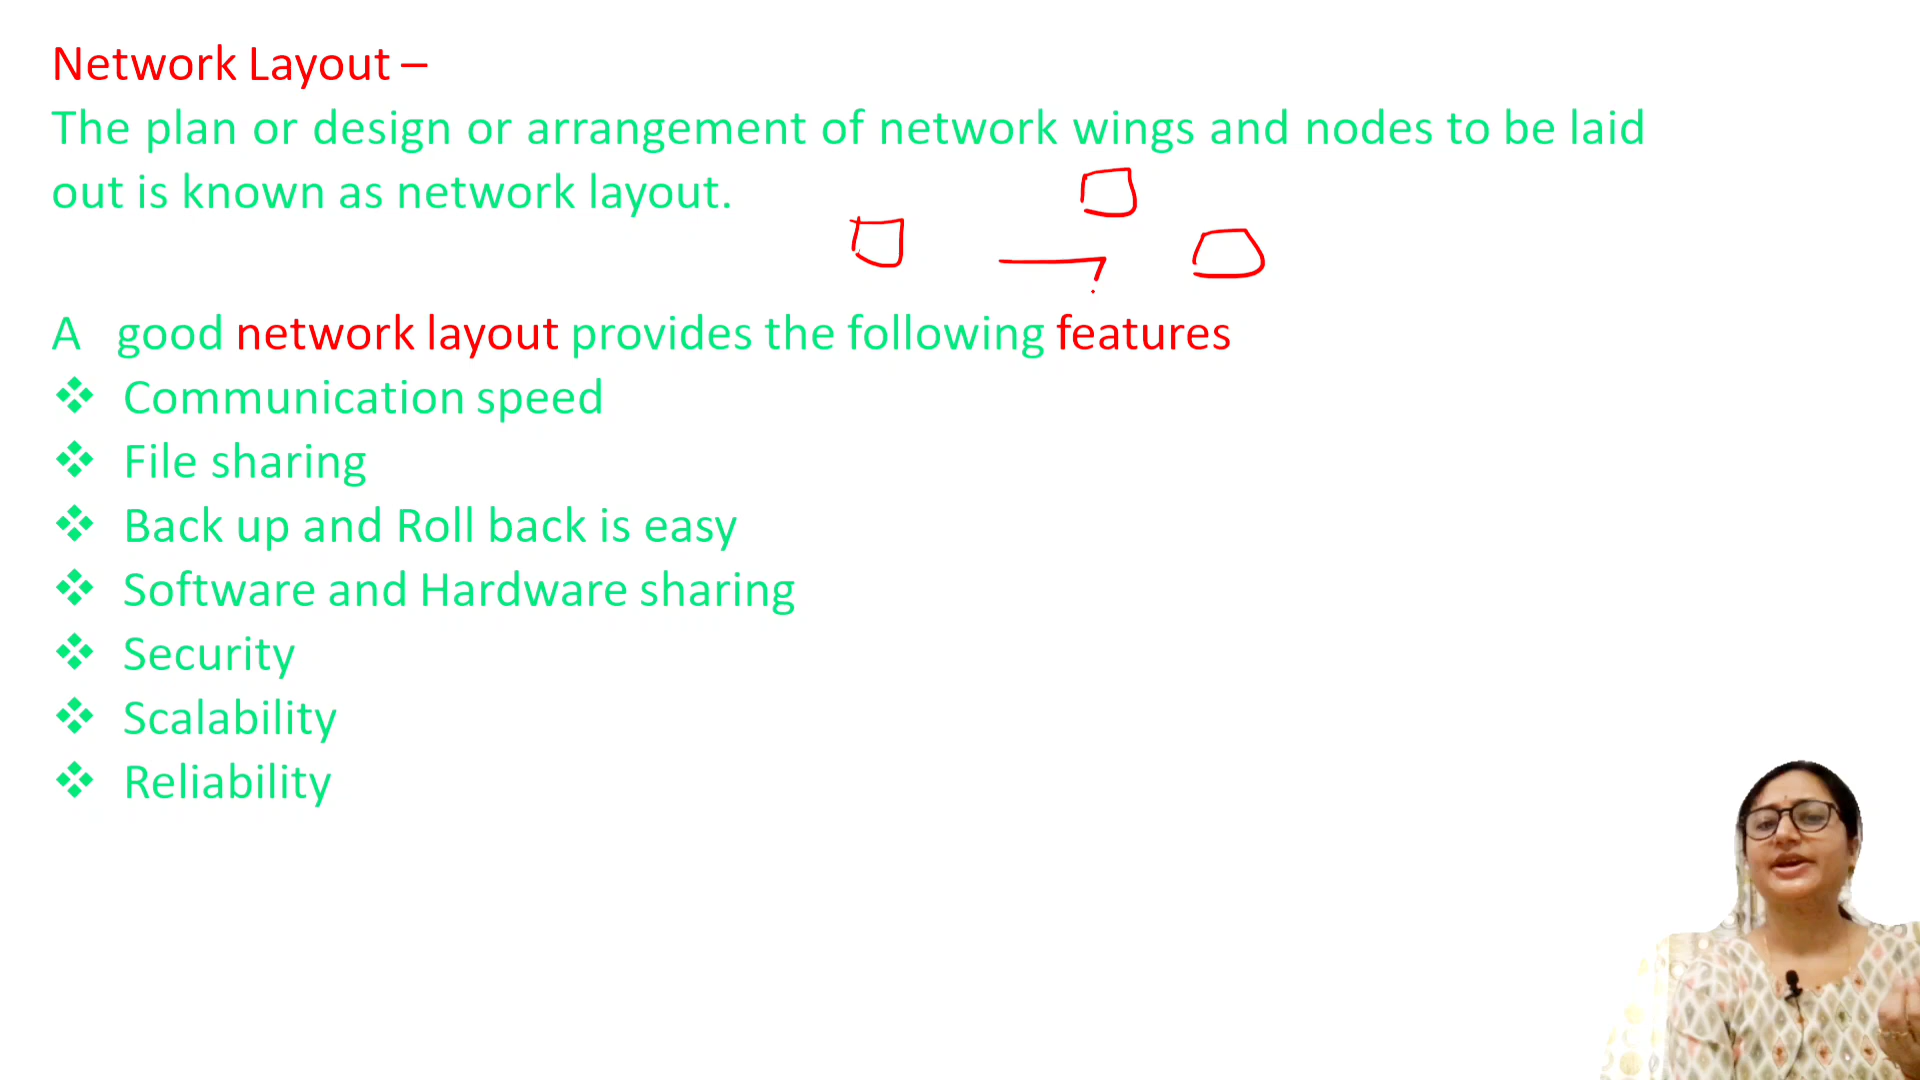 Network Layout –
The plan or design or arrangement of network wings and nodes to be laid
out is known as network layout.
A good network layout provides the following features
❖ Communication speed
❖ File sharing
❖ Back up and Roll back is easy
❖ Software and Hardware sharing
❖ Security
❖ Scalability
❖ Reliability